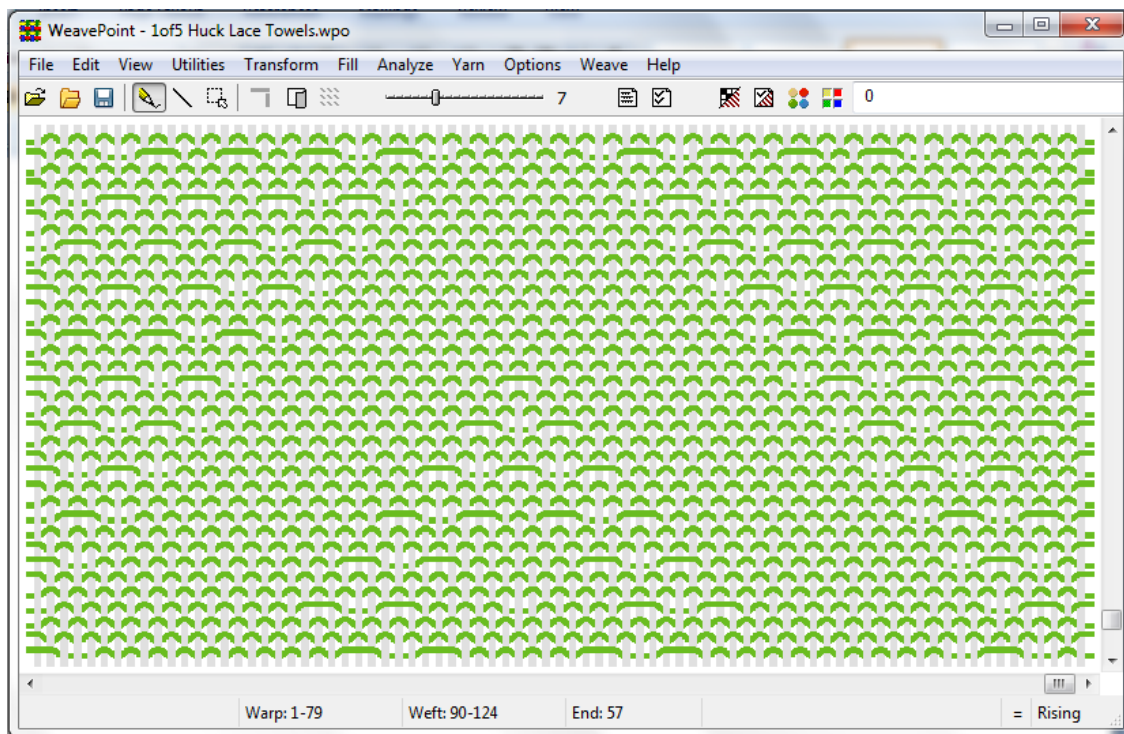 WeavePoint - 1of5 Huck Lace Towels.wpo
File Edit View Utilities Transform Fill Analyze Yarn Options Weave Help
7 0
Warp: 1-79 Weft: 90-124 End: 57 = Rising